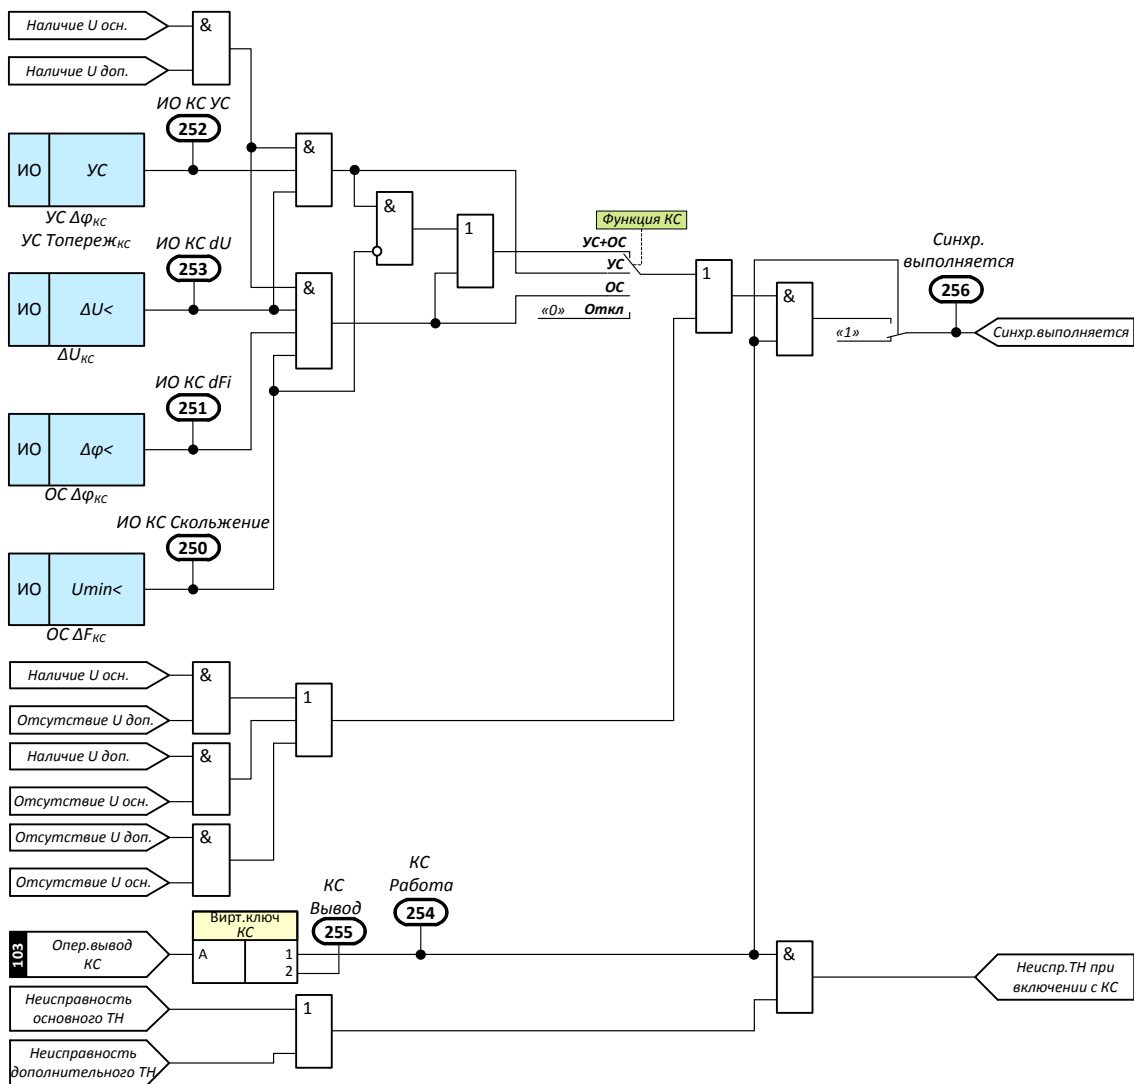 Наличие U осн.
&
Наличие U доп.
ИО КС УС
252
ИО
УС
&
УС Δφкс
УС Топережкс
&
1
Функция КС
УС+ОС
УС
ОС
«0» Откл
1
ИО КС dU
253
ИО
ΔU<
&
ΔUкс
Синхр.
выполняется
256
&
«1»
Синхр.выполняется
ИО КС dFi
251
ИО
Δφ<
ОС Δφкс
ИО КС Скольжение
250
ИО
Umin<
ОС ΔFкс
Наличие U осн.
&
Отсутствие U доп.
1
Наличие U доп.
&
Отсутствие U осн.
Отсутствие U доп.
&
Отсутствие U осн.
КС
Вывод
255
КС
Работа
254
103
Опер.вывод
КС
Вирт.ключ
КС
А
1
2
&
Неиспр.ТН при
включении с КС
Неисправность
основного ТН
1
Неисправность
дополнительного ТН